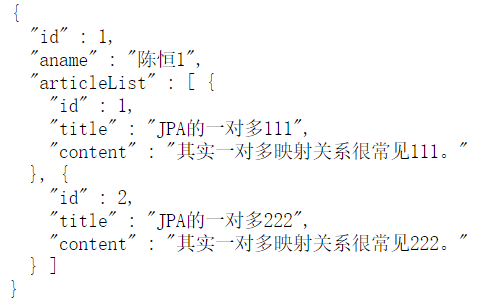 {
  "id" : 1,
  "aname" : "陈恒1",
  "articleList" : [ {
    "id" : 1,
    "title" : "JPA的一对多111",
    "content" : "其实一对多映射关系很常见111。"
  }, {
    "id" : 2,
    "title" : "JPA的一对多222",
    "content" : "其实一对多映射关系很常见222。"
  } ]
}